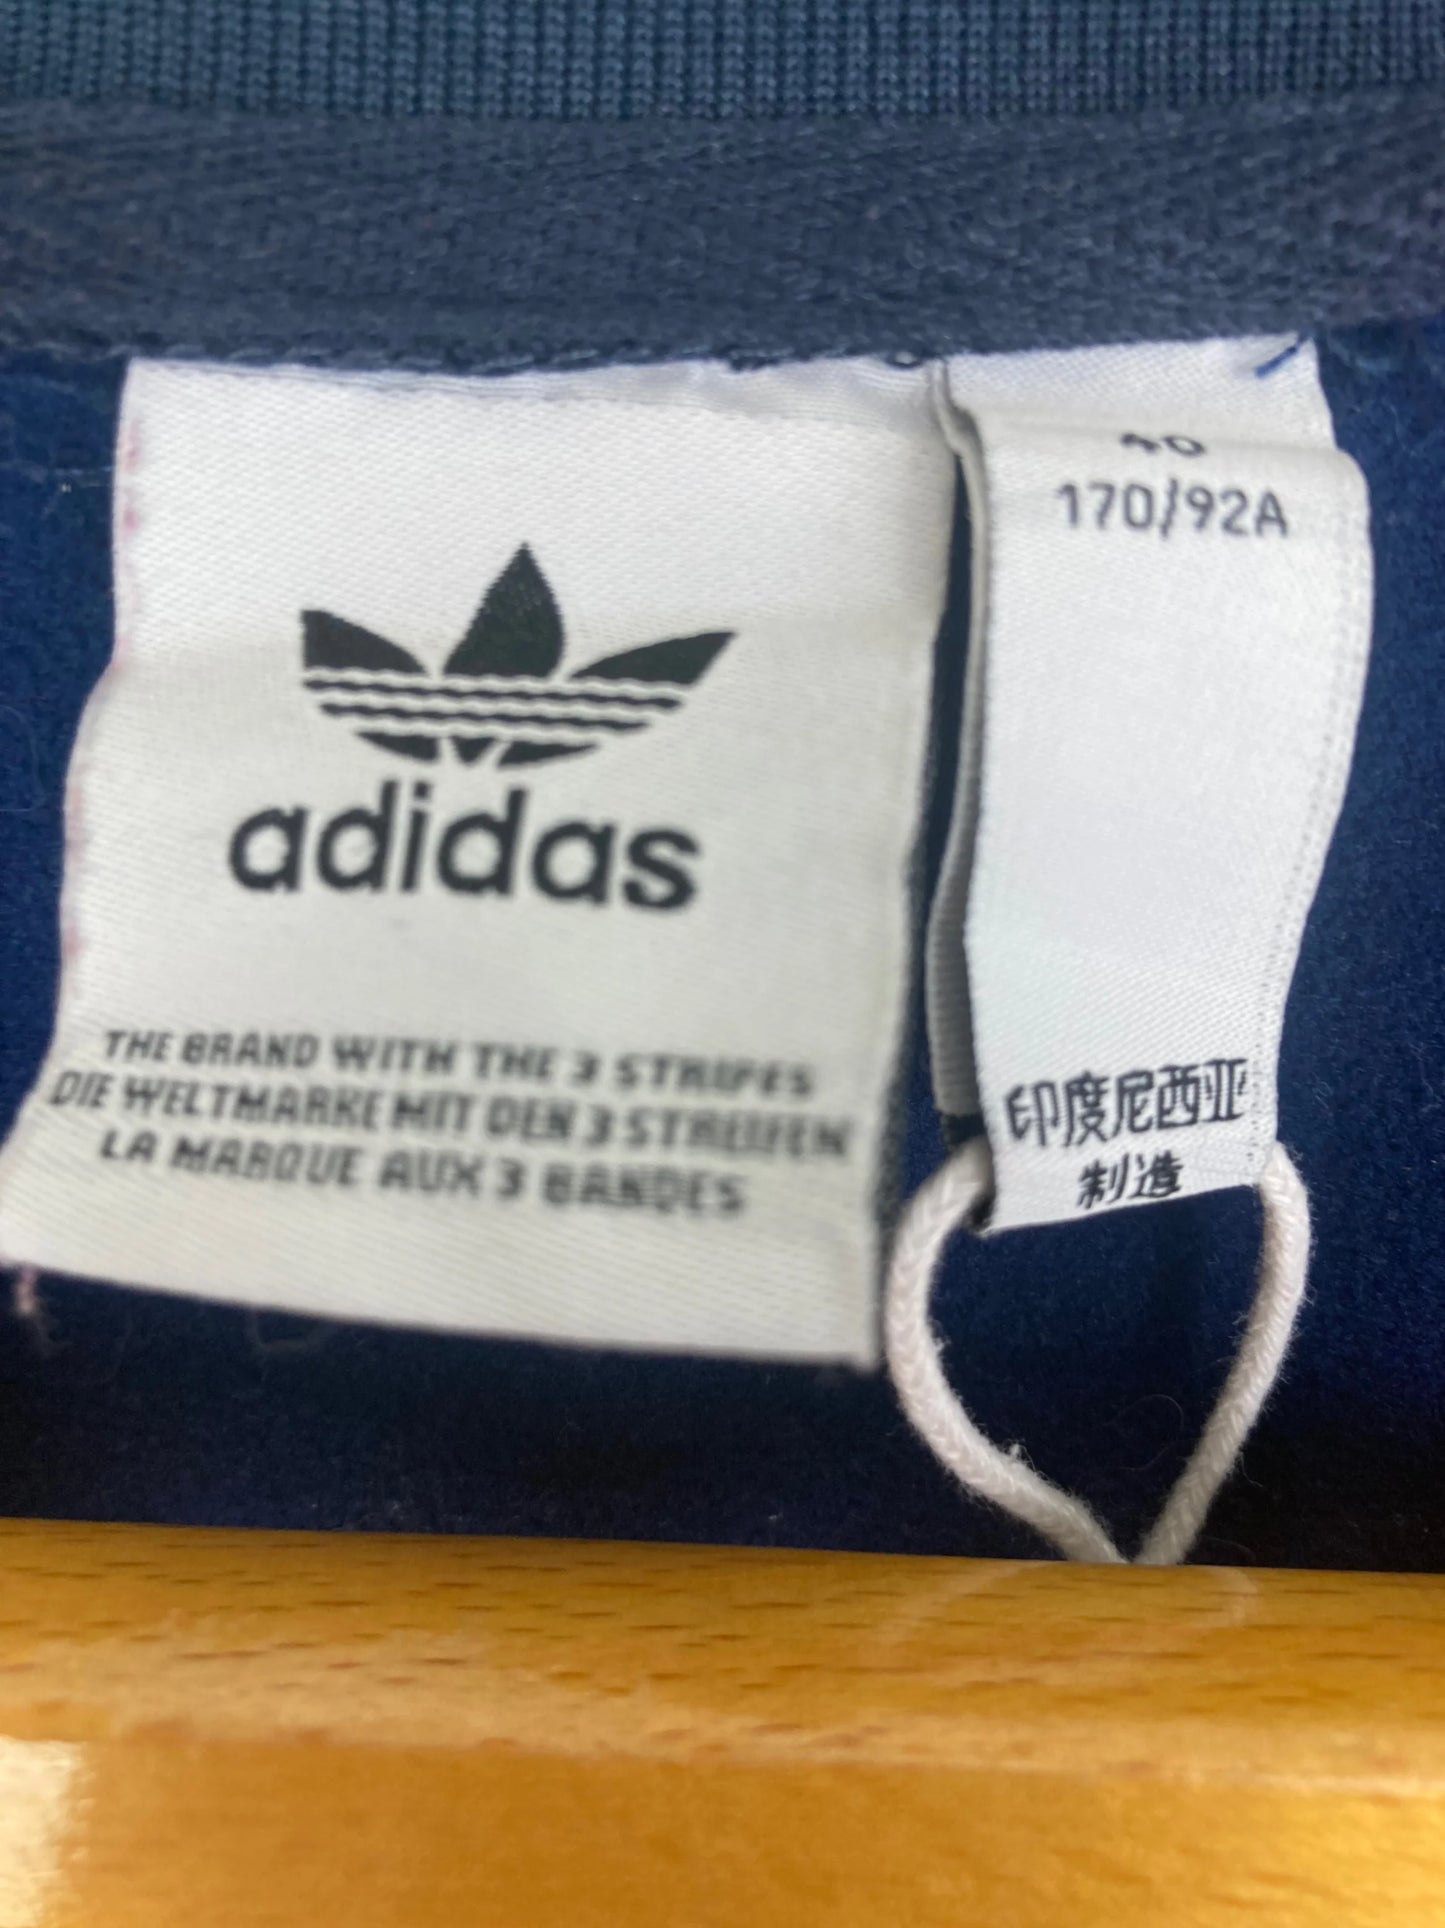 adidas
THE BRAND WITH THE 3 STRIPES
DIE WELTMARKE MIT DEN 3 STREIFEN
LA MARQUE AUX 3 BANDES
40
170/92A
印度尼西亚
制造